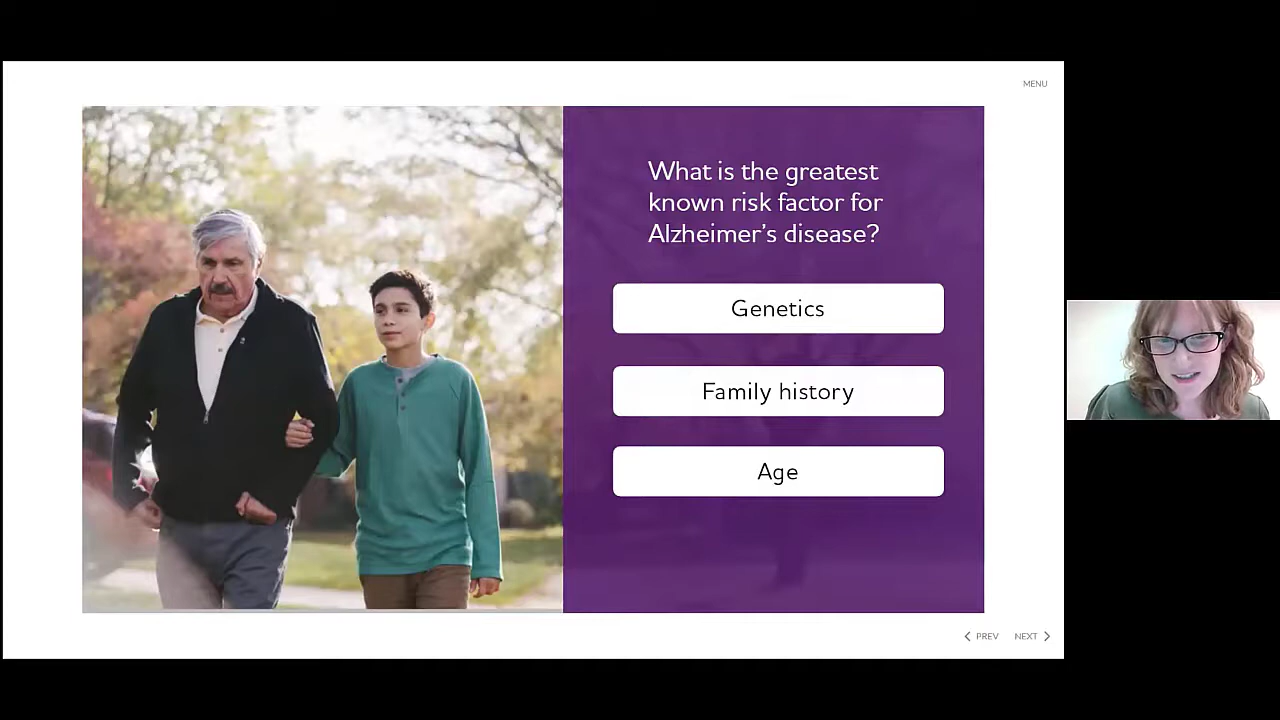 MENU
What is the greatest
known risk factor for
Alzheimer's disease?
Genetics
Family history
Age
PREV NEXT